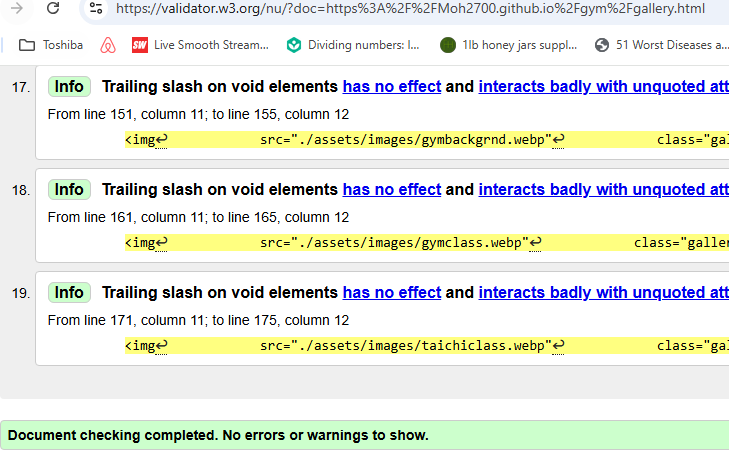 https://validator.w3.org/nu/?doc=https%3A%2F%2FMoh2700.github.io%2Fgym%2Fgallery.html
Toshiba SW Live Smooth Stream... Dividing numbers: I... 1lb honey jars suppl... 51 Worst Diseases a...
17. Info Trailing slash on void elements has no effect and interacts badly with unquoted att
From line 151, column 11; to line 155, column 12
<img↩ src="./assets/images/gymbackgrnd.webp"↩ class="gal
18. Info Trailing slash on void elements has no effect and interacts badly with unquoted att
From line 161, column 11; to line 165, column 12
<img↩ src="./assets/images/gymclass.webp"↩ class="galler
19. Info Trailing slash on void elements has no effect and interacts badly with unquoted att
From line 171, column 11; to line 175, column 12
<img↩ src="./assets/images/taichiclass.webp"↩ class="gal
Document checking completed. No errors or warnings to show.